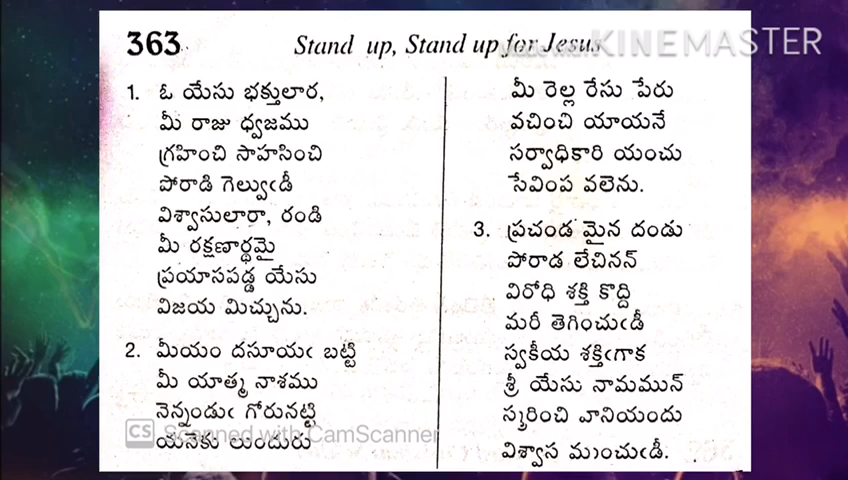 363
Stand up, Stand up for Jesus
KINEMASTER
1. ఓ యేసు భక్తులార,
మీ రాజు ధ్వజము
గ్రహించి సాహసించి
పోరాడి గెల్వుఁడీ
విశ్వాసులారా, రండి
మీ రక్షణార్థమై
ప్రయాసపడ్డ యేసు
విజయ మిచ్చును.
2. మీయం దసూయఁ బట్టి
మీ యాత్మ నాశము
నెన్నండుఁ గోరునట్టి
యనేకు లుందురు
CS Scanned with CamScanner
మీ రెల్ల రేసు పేరు
వచించి యాయనే
సర్వాధికారి యంచు
సేవింప వలెను.
3. ప్రచండ మైన దండు
పోరాడ లేచినన్
విరోధి శక్తి కొద్ది
మరీ తెగించుఁడీ
స్వకీయ శక్తిఁగాక
శ్రీ యేసు నామమున్
స్మరించి వానియందు
విశ్వాస ముంచుఁడీ.